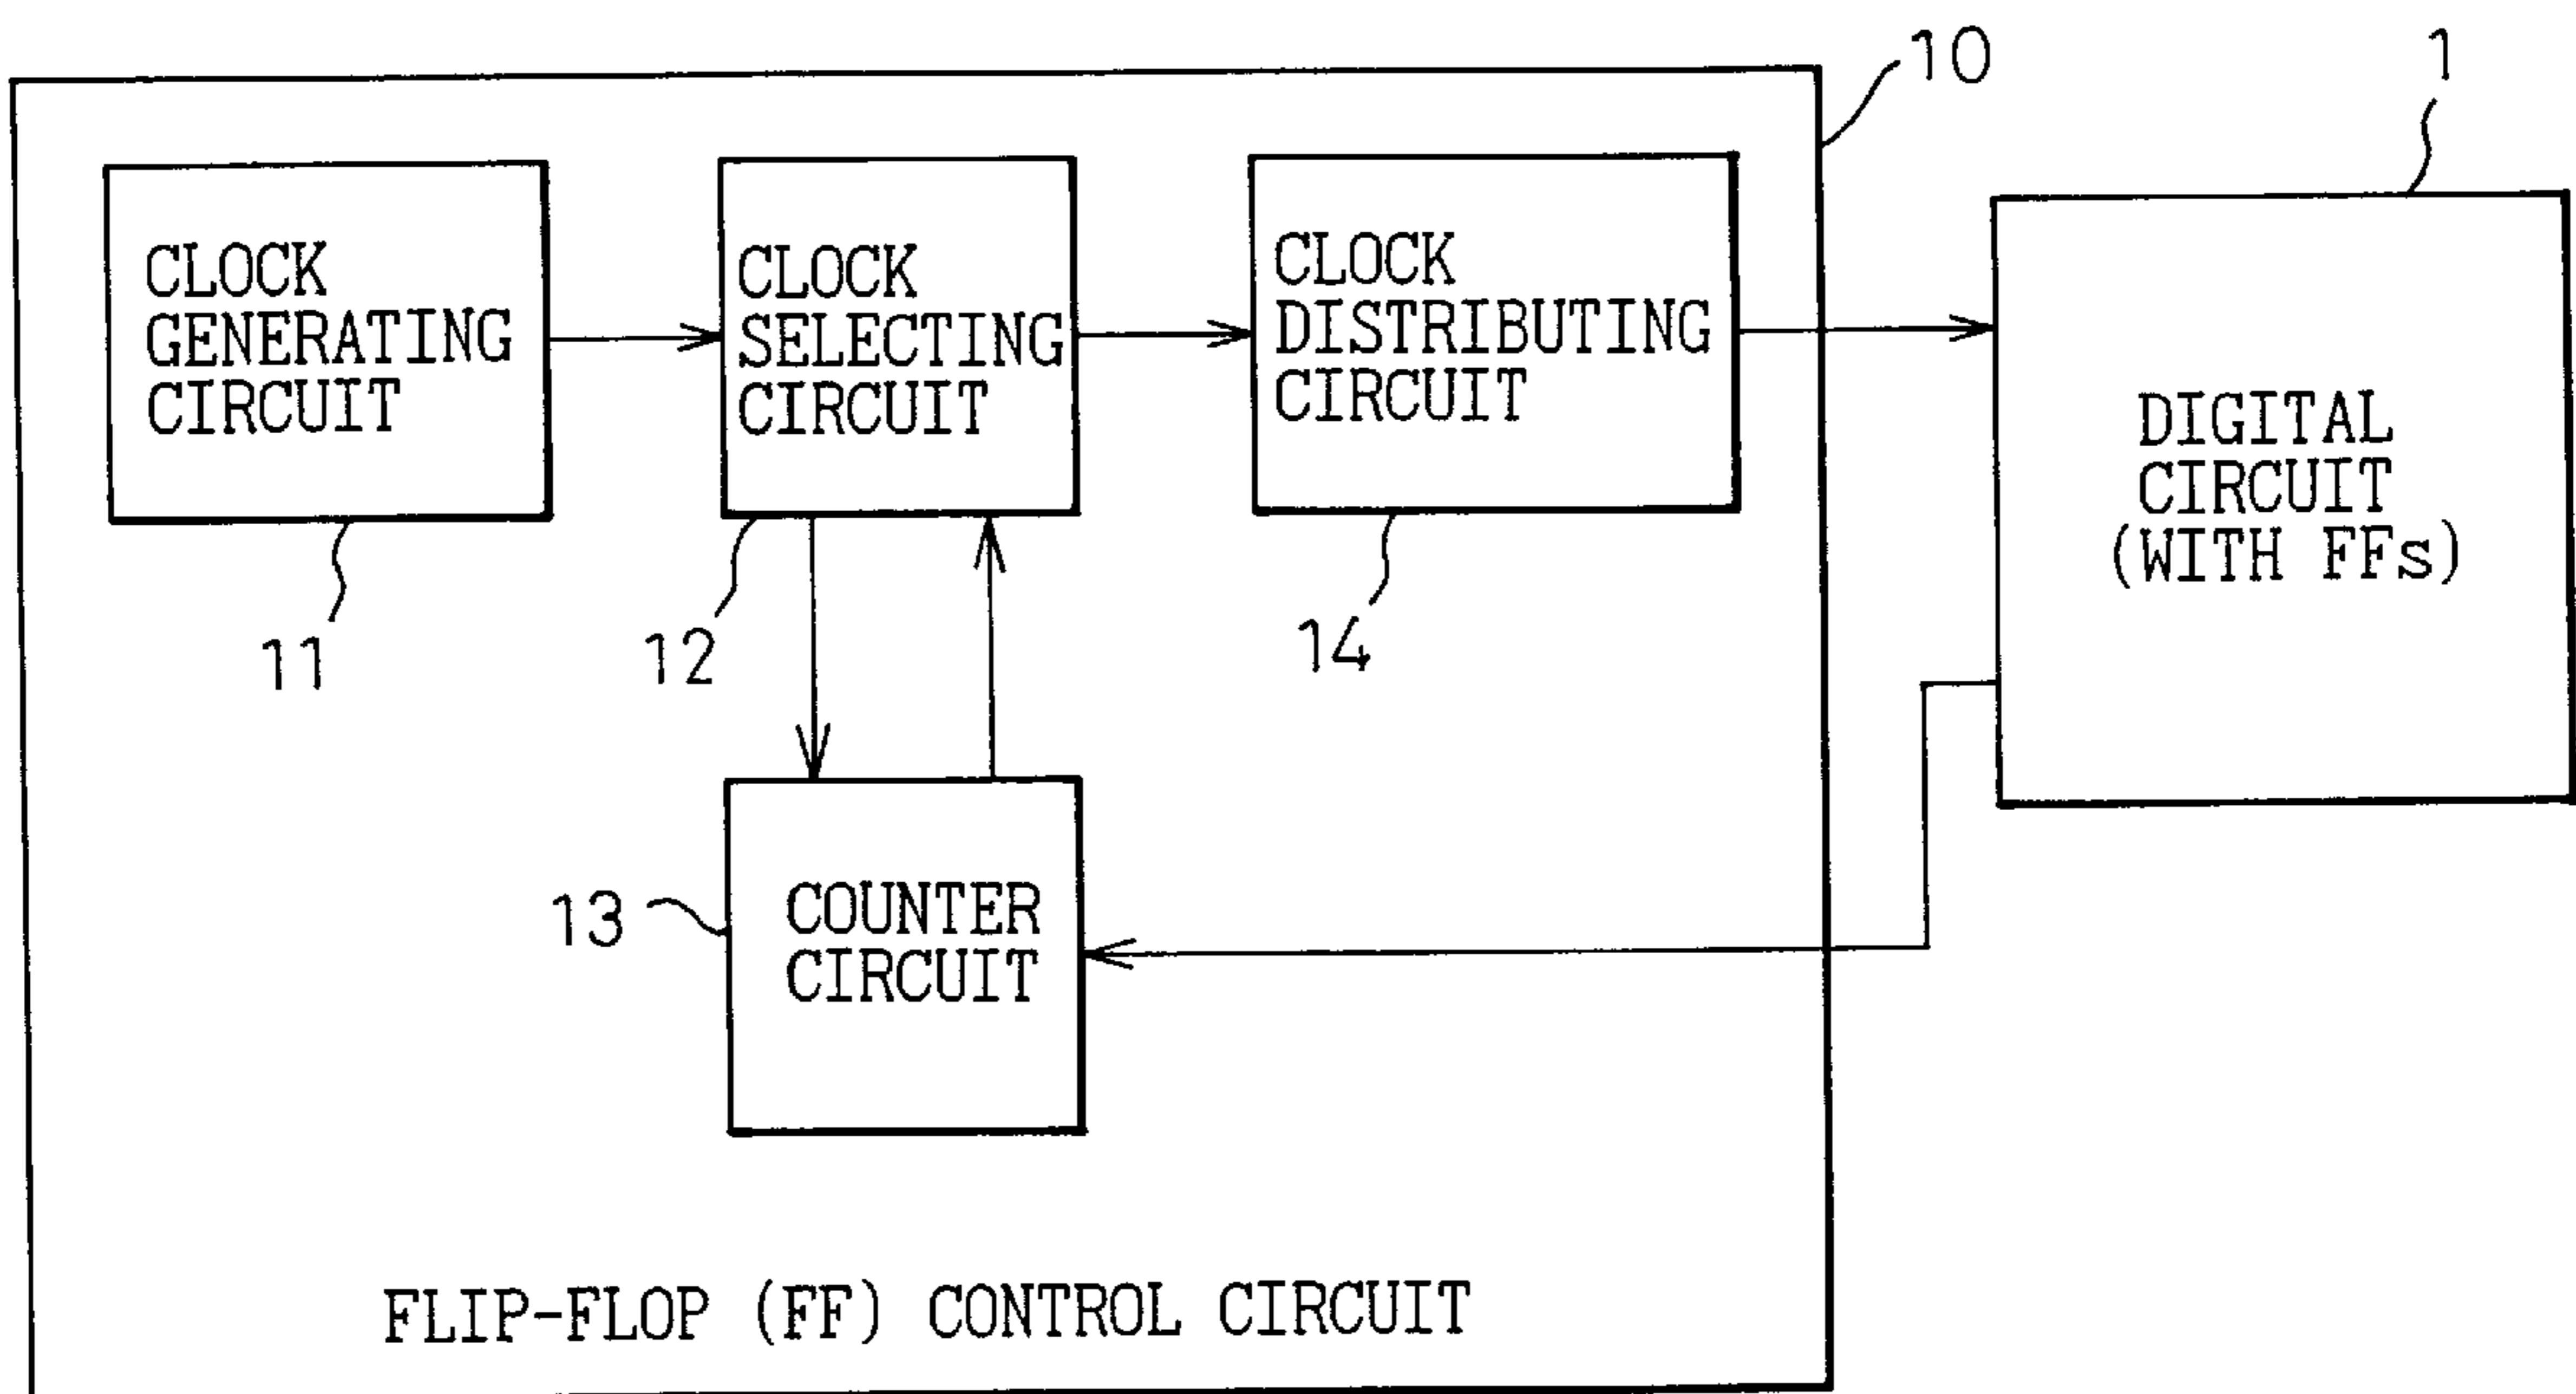 10
1
CLOCK
GENERATING
CIRCUIT
CLOCK
SELECTING
CIRCUIT
CLOCK
DISTRIBUTING
CIRCUIT
DIGITAL
CIRCUIT
(WITH FFs)
11
12
14
13
COUNTER
CIRCUIT
FLIP-FLOP (FF) CONTROL CIRCUIT